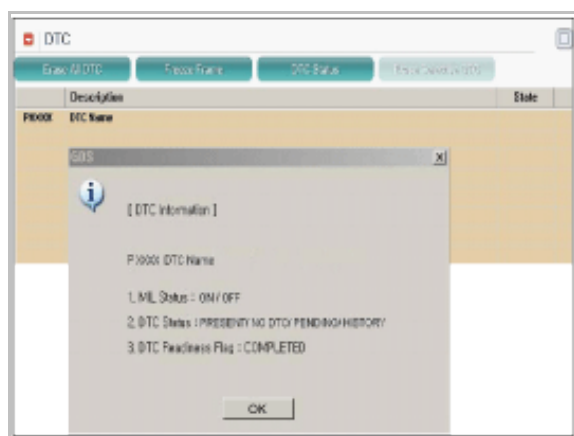 DTC
Erase All DTC Freeze Frame DTC Status
Description State
PXXXX DTC Name
GDS
[ DTC Information ]
PXXXX DTC Name
1. MIL Status : ON / OFF
2. DTC Status : PRESENT/ NO DTC/ PENDING/HISTORY
3. DTC Readiness Flag : COMPLETED
OK